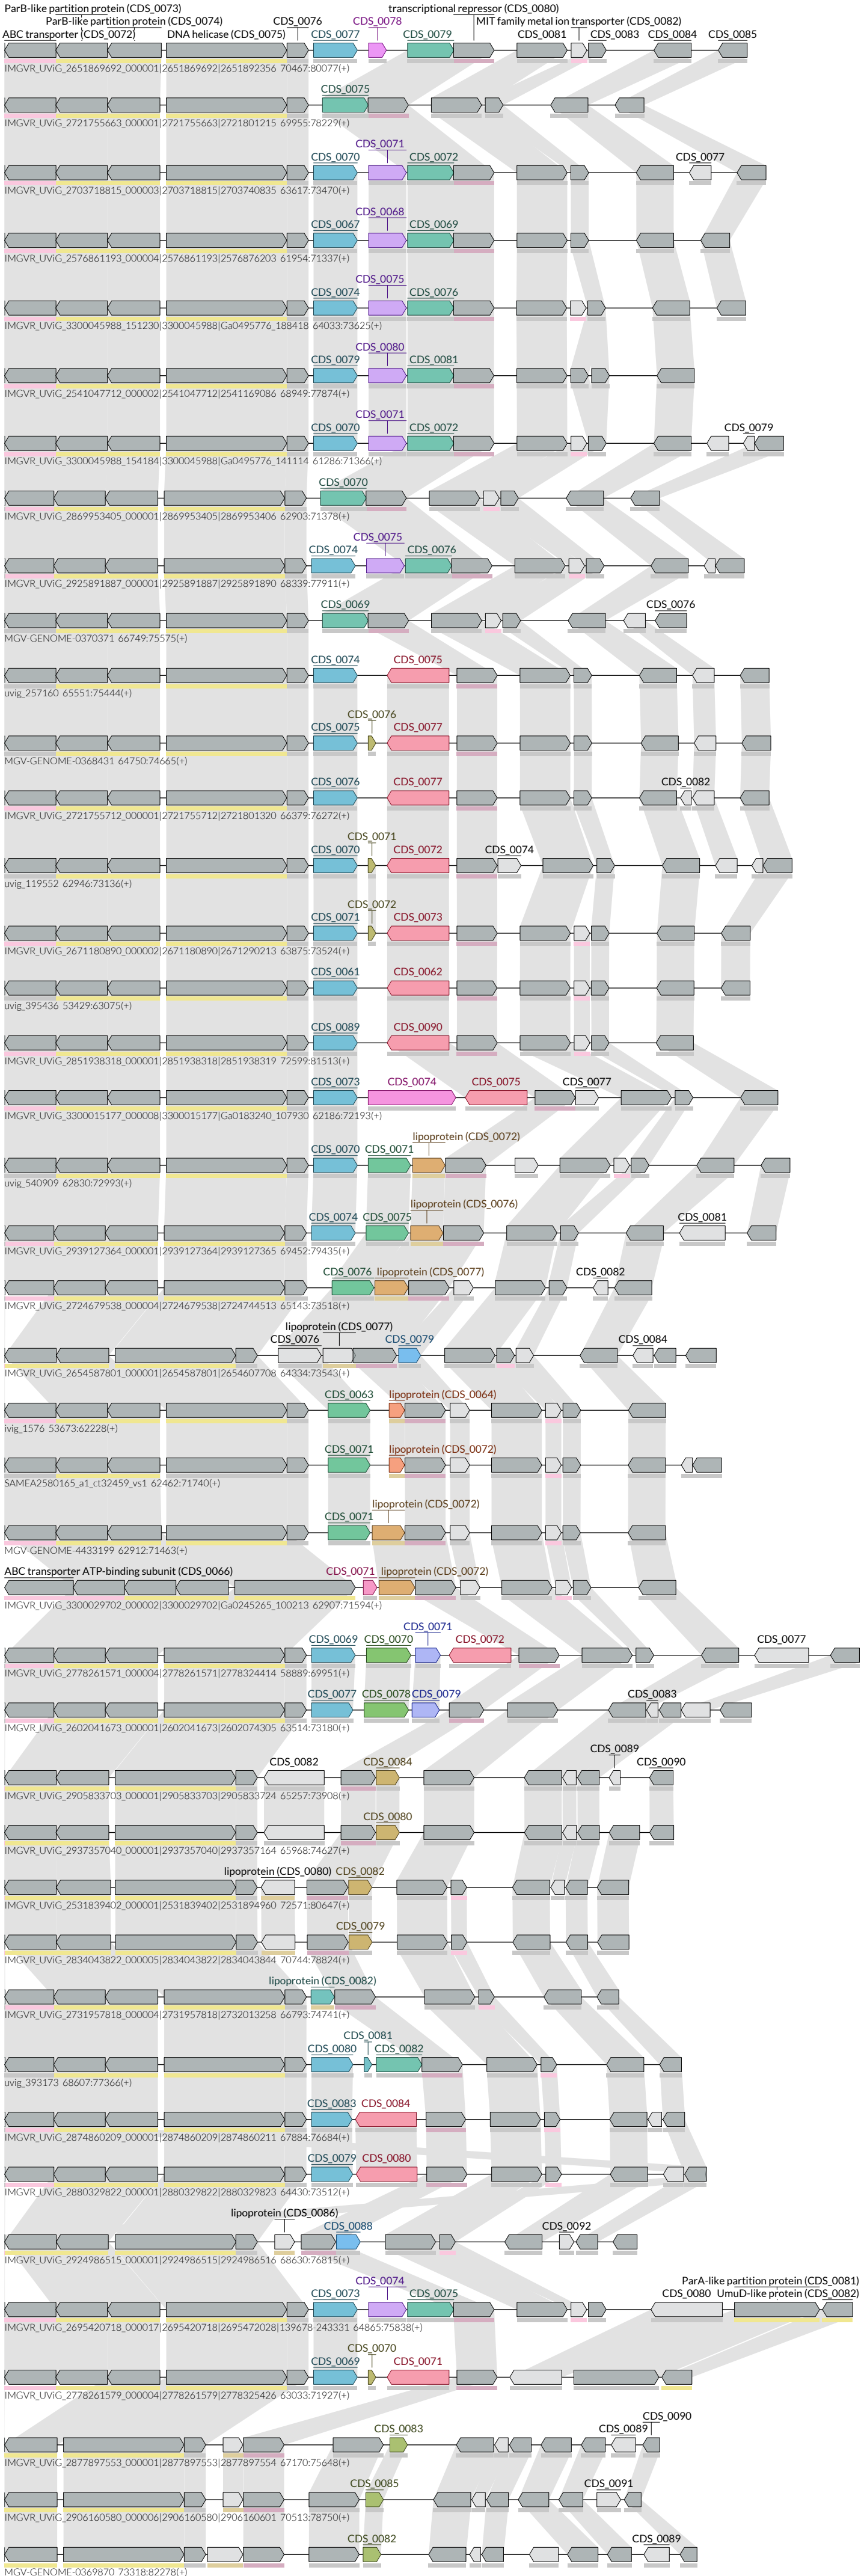 ParB-like partition protein (CDS_0073)
transcriptional repressor (CDS_0080)
ParB-like partition protein (CDS_0074)
CDS_0076
CDS_0078
MIT family metal ion transporter (CDS_0082)
ABC transporter (CDS_0072)
DNA helicase (CDS_0075)
CDS_0077
CDS_0079
CDS_0081
CDS_0083
CDS_0084
CDS_0085
IMGVR_UViG_2651869692_000001|2651869692|2651892356 70467:80077(+)
CDS_0075
IMGVR_UViG_2721755663_000001|2721755663|2721801215 69955:78229(+)
CDS_0071
CDS_0070
CDS_0072
CDS_0077
IMGVR_UViG_2703718815_000003|2703718815|2703740835 63617:73470(+)
CDS_0068
CDS_0067
CDS_0069
IMGVR_UViG_2576861193_000004|2576861193|2576876203 61954:71337(+)
CDS_0075
CDS_0074
CDS_0076
IMGVR_UViG_3300045988_151230|3300045988|Ga0495776_188418 64033:73625(+)
CDS_0080
CDS_0079
CDS_0081
IMGVR_UViG_2541047712_000002|2541047712|2541169086 68949:77874(+)
CDS_0071
CDS_0070
CDS_0072
CDS_0079
IMGVR_UViG_3300045988_154184|3300045988|Ga0495776_141114 61286:71366(+)
CDS_0070
IMGVR_UViG_2869953405_000001|2869953405|2869953406 62903:71378(+)
CDS_0075
CDS_0074
CDS_0076
IMGVR_UViG_2925891887_000001|2925891887|2925891890 68339:77911(+)
CDS_0069
CDS_0076
MGV-GENOME-0370371 66749:75575(+)
CDS_0074
CDS_0075
uvig_257160 65551:75444(+)
CDS_0076
CDS_0075
CDS_0077
MGV-GENOME-0368431 64750:74665(+)
CDS_0076
CDS_0077
CDS_0082
IMGVR_UViG_2721755712_000001|2721755712|2721801320 66379:76272(+)
CDS_0071
CDS_0070
CDS_0072
CDS_0074
uvig_119552 62946:73136(+)
CDS_0072
CDS_0071
CDS_0073
IMGVR_UViG_2671180890_000002|2671180890|2671290213 63875:73524(+)
CDS_0061
CDS_0062
uvig_395436 53429:63075(+)
CDS_0089
CDS_0090
IMGVR_UViG_2851938318_000001|2851938318|2851938319 72599:81513(+)
CDS_0073
CDS_0074
CDS_0075
CDS_0077
IMGVR_UViG_3300015177_000008|3300015177|Ga0183240_107930 62186:72193(+)
lipoprotein (CDS_0072)
CDS_0070
CDS_0071
uvig_540909 62830:72993(+)
lipoprotein (CDS_0076)
CDS_0074
CDS_0075
CDS_0081
IMGVR_UViG_2939127364_000001|2939127364|2939127365 69452:79435(+)
CDS_0076
lipoprotein (CDS_0077)
CDS_0082
IMGVR_UViG_2724679538_000004|2724679538|2724744513 65143:73518(+)
lipoprotein (CDS_0077)
CDS_0076
CDS_0079
CDS_0084
IMGVR_UViG_2654587801_000001|2654587801|2654607708 64334:73543(+)
CDS_0063
lipoprotein (CDS_0064)
ivig_1576 53673:62228(+)
CDS_0071
lipoprotein (CDS_0072)
SAMEA2580165_a1_ct32459_vs1 62462:71740(+)
lipoprotein (CDS_0072)
CDS_0071
MGV-GENOME-4433199 62912:71463(+)
ABC transporter ATP-binding subunit (CDS_0066)
CDS_0071
lipoprotein (CDS_0072)
IMGVR_UViG_3300029702_000002|3300029702|Ga0245265_100213 62907:71594(+)
CDS_0071
CDS_0069
CDS_0070
CDS_0072
CDS_0077
IMGVR_UViG_2778261571_000004|2778261571|2778324414 58889:69951(+)
CDS_0077
CDS_0078
CDS_0079
CDS_0083
IMGVR_UViG_2602041673_000001|2602041673|2602074305 63514:73180(+)
CDS_0089
CDS_0082
CDS_0084
CDS_0090
IMGVR_UViG_2905833703_000001|2905833703|2905833724 65257:73908(+)
CDS_0080
IMGVR_UViG_2937357040_000001|2937357040|2937357164 65968:74627(+)
lipoprotein (CDS_0080)
CDS_0082
IMGVR_UViG_2531839402_000001|2531839402|2531894960 72571:80647(+)
CDS_0079
IMGVR_UViG_2834043822_000005|2834043822|2834043844 70744:78824(+)
lipoprotein (CDS_0082)
IMGVR_UViG_2731957818_000004|2731957818|2732013258 66793:74741(+)
CDS_0081
CDS_0080
CDS_0082
uvig_393173 68607:77366(+)
CDS_0083
CDS_0084
IMGVR_UViG_2874860209_000001|2874860209|2874860211 67884:76684(+)
CDS_0079
CDS_0080
IMGVR_UViG_2880329822_000001|2880329822|2880329823 64430:73512(+)
lipoprotein (CDS_0086)
CDS_0088
CDS_0092
IMGVR_UViG_2924986515_000001|2924986515|2924986516 68630:76815(+)
CDS_0074
ParA-like partition protein (CDS_0081)
CDS_0073
CDS_0075
CDS_0080
UmuD-like protein (CDS_0082)
IMGVR_UViG_2695420718_000017|2695420718|2695472028|139678-243331 64865:75838(+)
CDS_0070
CDS_0069
CDS_0071
IMGVR_UViG_2778261579_000004|2778261579|2778325426 63033:71927(+)
CDS_0090
CDS_0083
CDS_0089
IMGVR_UViG_2877897553_000001|2877897553|2877897554 67170:75648(+)
CDS_0085
CDS_0091
IMGVR_UViG_2906160580_000006|2906160580|2906160601 70513:78750(+)
CDS_0082
CDS_0089
MGV-GENOME-0369870 73318:82278(+)